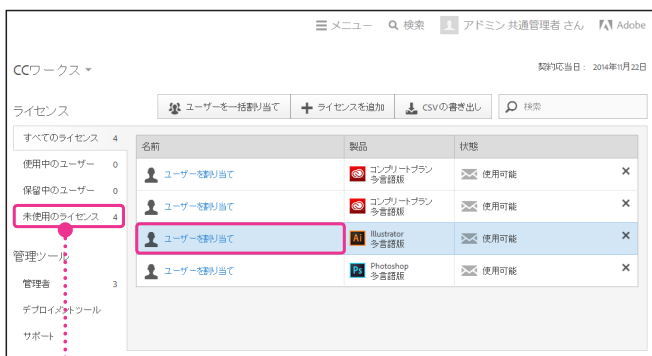 メニュー 検索 アドミン 共通管理者 さん Adobe
CCワークス
契約応当日： 2014年11月22日
ライセンス
ユーザーを一括割り当て ライセンスを追加 CSVの書き出し 検索
すべてのライセンス 4
使用中のユーザー 0
保留中のユーザー 0
未使用のライセンス 4
管理ツール
管理者 3
デプロイメントツール
サポート
名前 製品 状態
ユーザーを割り当て コンプリートプラン 多言語版 使用可能 ×
ユーザーを割り当て コンプリートプラン 多言語版 使用可能 ×
ユーザーを割り当て Ai Illustrator 多言語版 使用可能 ×
ユーザーを割り当て Ps Photoshop 多言語版 使用可能 ×